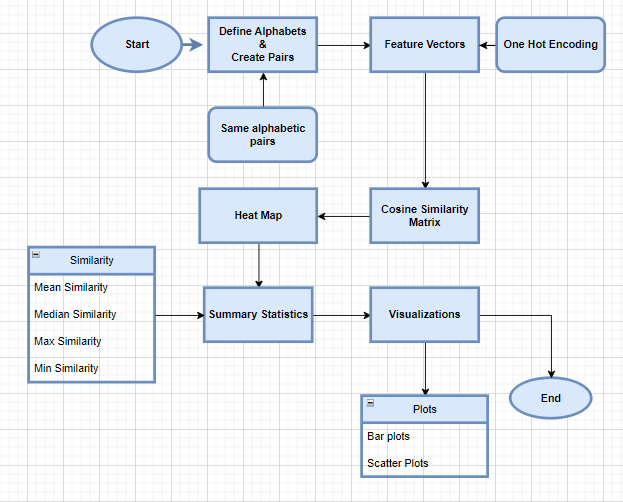 Start
Define Alphabets
&
Create Pairs
Feature Vectors
One Hot Encoding
Same alphabetic
pairs
Heat Map
Cosine Similarity
Matrix
Similarity
Mean Similarity
Median Similarity
Max Similarity
Min Similarity
Summary Statistics
Visualizations
End
Plots
Bar plots
Scatter Plots